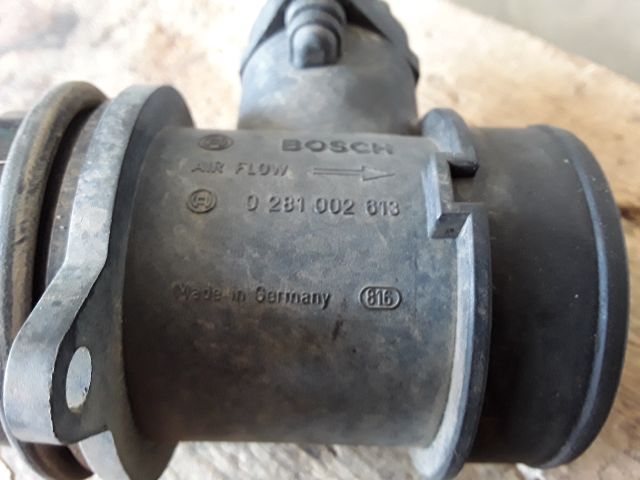 BOSCH
AIR FLOW
0 281 002 613
Made in Germany 816